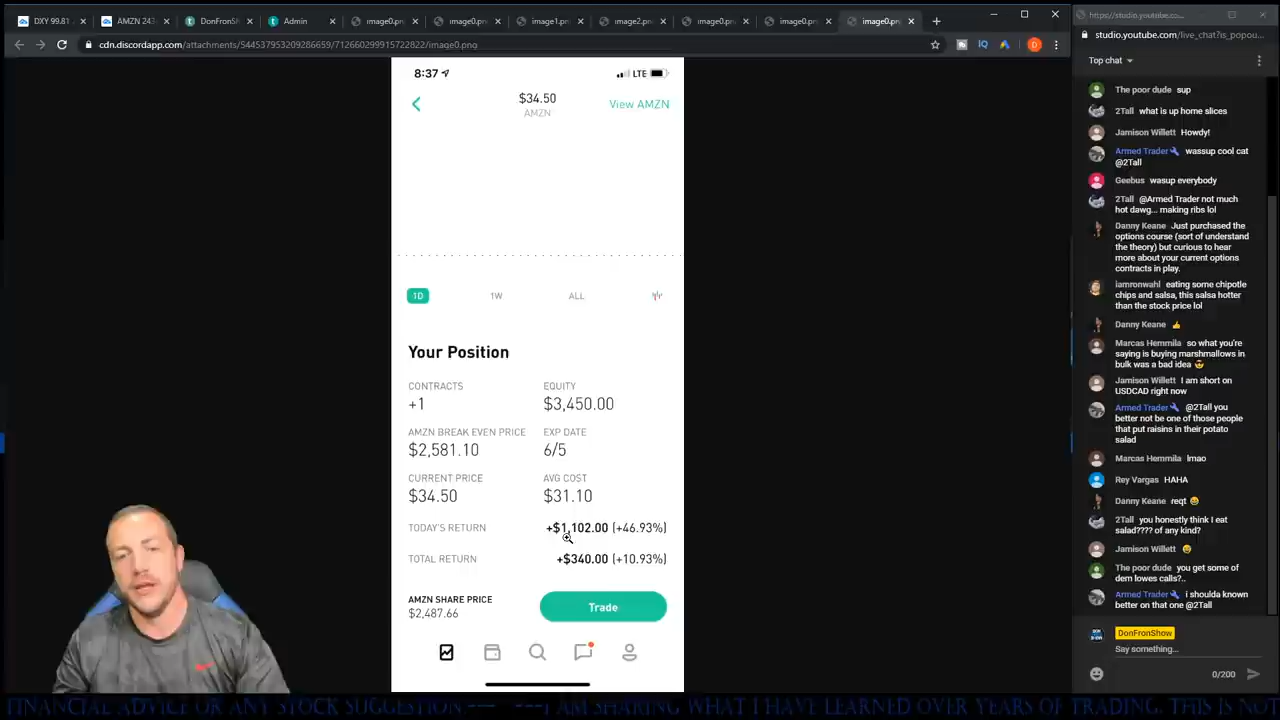 DXY 99.81
AMZN 243
DonFronSh
Admin
image0.pn
image0.pn
image1.pn
image2.pn
image0.pn
image0.pn
image0.pn
https://studio.youtube.co...
cdn.discordapp.com/attachments/544537953209286659/712660299915722822/image0.png
studio.youtube.com/live_chat?is_popou...
Top chat
8:37
LTE
$34.50
AMZN
View AMZN
1D
1W
ALL
Your Position
CONTRACTS
EQUITY
+1
$3,450.00
AMZN BREAK EVEN PRICE
EXP DATE
$2,581.10
6/5
CURRENT PRICE
AVG COST
$34.50
$31.10
TODAY'S RETURN
+$1,102.00 (+46.93%)
TOTAL RETURN
+$340.00 (+10.93%)
AMZN SHARE PRICE
$2,487.66
Trade
The poor dude sup
2Tall what is up home slices
Jamison Willett Howdy!
Armed Trader wassup cool cat
@2Tall
Geebus wasup everybody
2Tall @Armed Trader not much
hot dawg... making ribs lol
Danny Keane Just purchased the
options course (sort of understand
the theory) but curious to hear
more about your current options
contracts in play.
iamronwahl eating some chipotle
chips and salsa, this salsa hotter
than the stock price lol
Danny Keane 👍
Marcas Hemmila so what you're
saying is buying marshmallows in
bulk was a bad idea 😎
Jamison Willett I am short on
USDCAD right now
Armed Trader @2Tall you
better not be one of those people
that put raisins in their potato
salad
Marcas Hemmila lmao
Rey Vargas HAHA
Danny Keane reqt 😂
2Tall you honestly think I eat
salad???? of any kind?
Jamison Willett 😄
The poor dude you get some of
dem lowes calls?..
Armed Trader i shoulda known
better on that one @2Tall
DonFronShow
Say something...
0/200
FINANCIAL ADVICE OR ANY STOCK SUGGESTION --- I AM SHARING WHAT I HAVE LEARNED OVER YEARS OF TRADING. THIS IS NOT